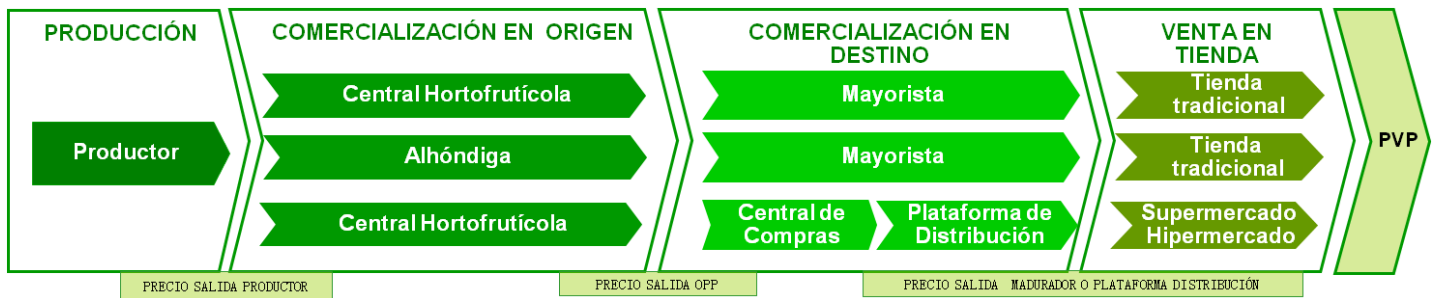 PRODUCCIÓN
COMERCIALIZACIÓN EN ORIGEN
COMERCIALIZACIÓN EN
DESTINO
VENTA EN
TIENDA
Central Hortofrutícola
Mayorista
Tienda
tradicional
Productor
Alhóndiga
Mayorista
Tienda
tradicional
PVP
Central Hortofrutícola
Central de
Compras
Plataforma de
Distribución
Supermercado
Hipermercado
PRECIO SALIDA PRODUCTOR
PRECIO SALIDA OPP
PRECIO SALIDA MADURADOR O PLATAFORMA DISTRIBUCIÓN